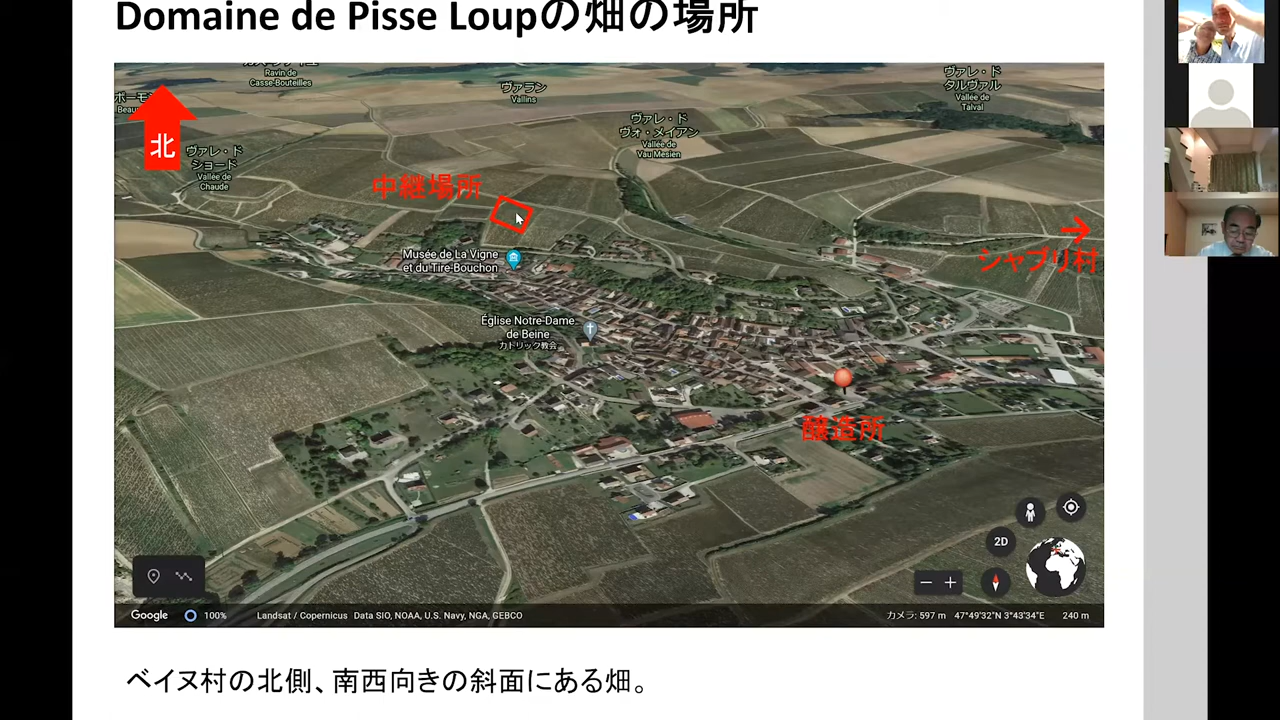 Domaine de Pisse Loupの畑の場所
Ravin de
Casse-Bouteilles
ヴァラン
Vallins
ヴァレ・ド
タルヴァル
Vallée de
Talval
北
ヴァレ・ド
ショード
Vallée de
Chaude
ヴァレ・ド
ヴォ・メイアン
Vallée de
Vau Mesien
中継場所
シャブリ村
Musée de La Vigne
et du Tire-Bouchon
Église Notre-Dame
de Beine
カトリック教会
醸造所
2D
Google
100%
Landsat / Copernicus Data SIO, NOAA, U.S. Navy, NGA, GEBCO
カメラ: 597 m 47°49'32"N 3°43'34"E 240 m
ベイヌ村の北側、南西向きの斜面にある畑。